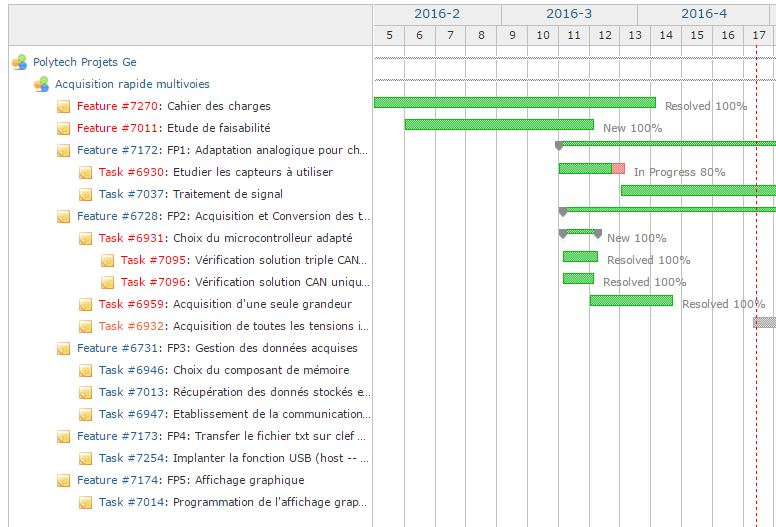 2016-2 2016-3 2016-4
5 6 7 8 9 10 11 12 13 14 15 16 17
Polytech Projets Ge
Acquisition rapide multivoies
Feature #7270: Cahier des charges Resolved 100%
Feature #7011: Etude de faisabilité New 100%
Feature #7172: FP1: Adaptation analogique pour ch...
Task #6930: Etudier les capteurs à utiliser In Progress 80%
Task #7037: Traitement de signal
Feature #6728: FP2: Acquisition et Conversion des t...
Task #6931: Choix du microcontrolleur adapté New 100%
Task #7095: Vérification solution triple CAN... Resolved 100%
Task #7096: Vérification solution CAN uniqu... Resolved 100%
Task #6959: Acquisition d'une seule grandeur Resolved 100%
Task #6932: Acquisition de toutes les tensions i...
Feature #6731: FP3: Gestion des données acquises
Task #6946: Choix du composant de mémoire
Task #7013: Récupération des donnés stockés e...
Task #6947: Etablissement de la communication...
Feature #7173: FP4: Transfer le fichier txt sur clef ...
Task #7254: Implanter la fonction USB (host -- ...
Feature #7174: FP5: Affichage graphique
Task #7014: Programmation de l'affichage grap...